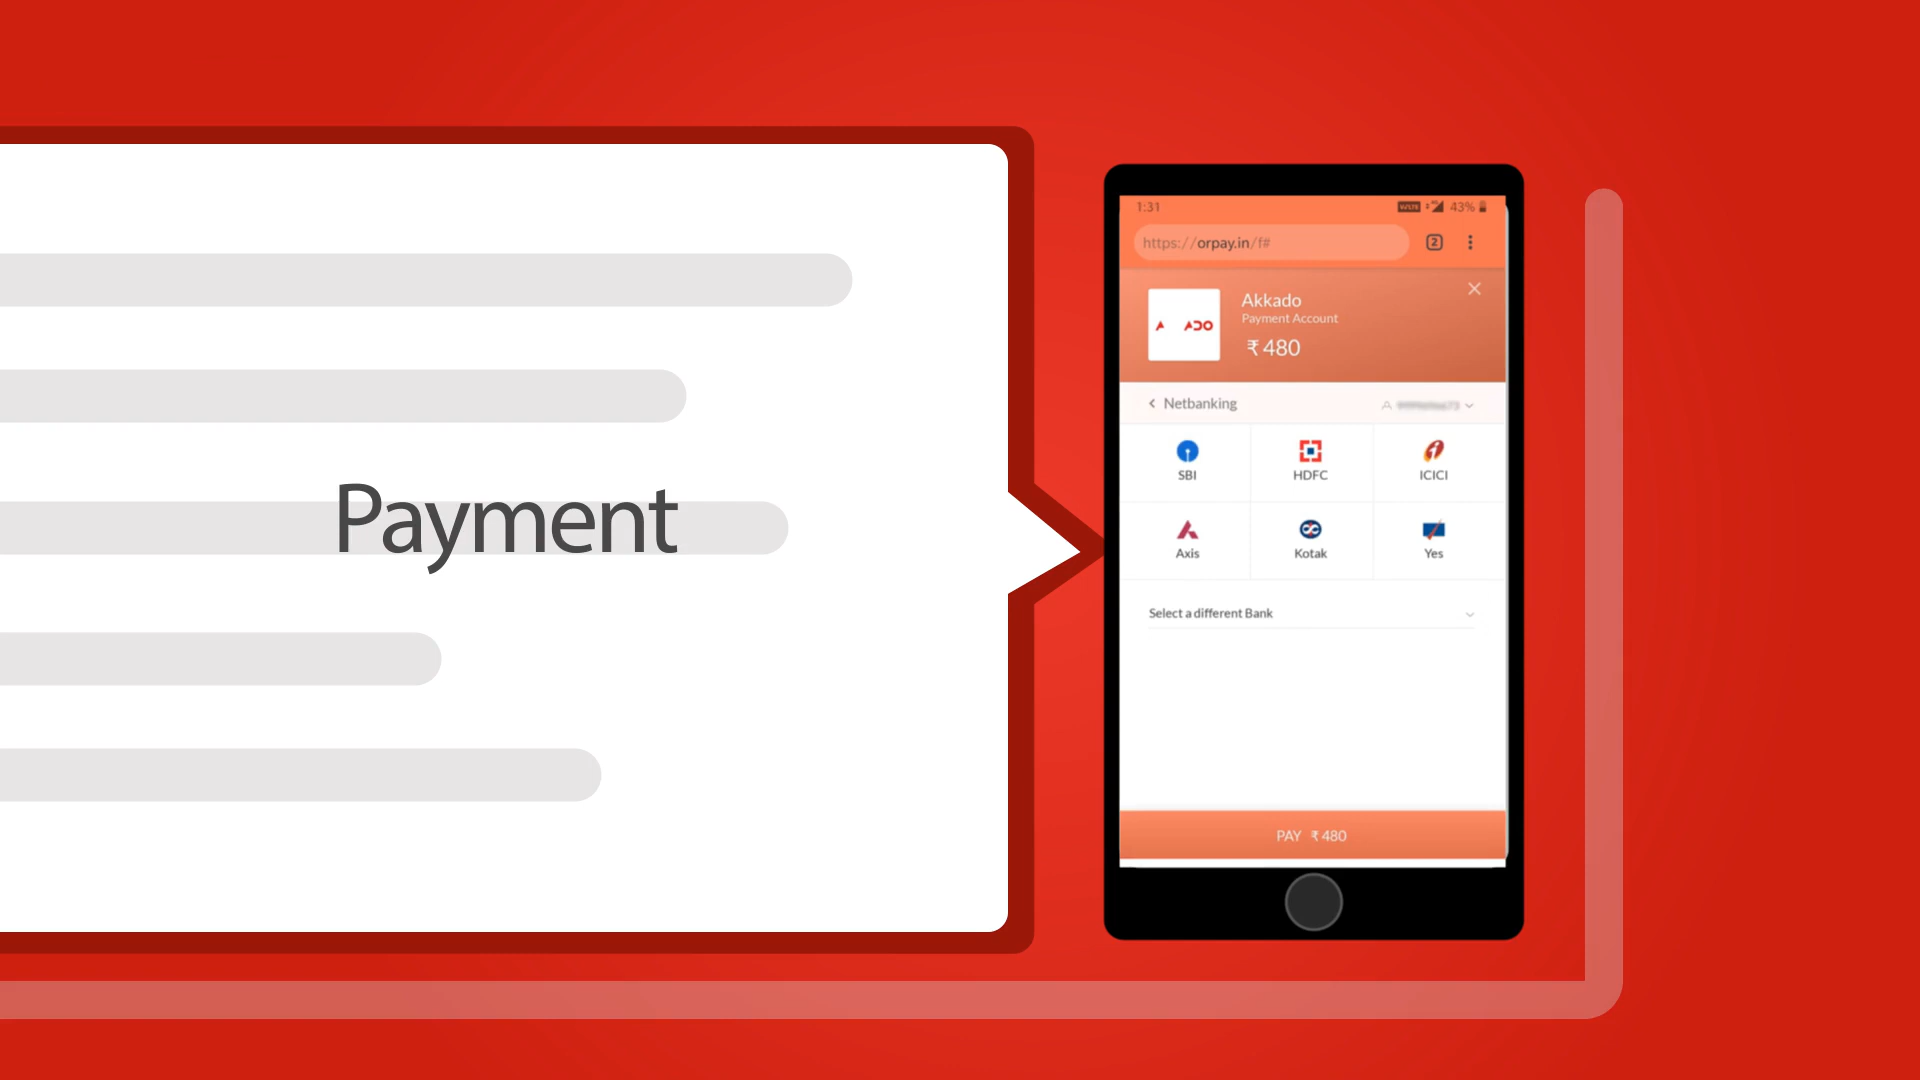 Payment
1:31
43%
https://orpay.in/f#
2
Akkado
Payment Account
₹ 480
A ADO
Netbanking
SBI
HDFC
ICICI
Axis
Kotak
Yes
Select a different Bank
PAY ₹ 480